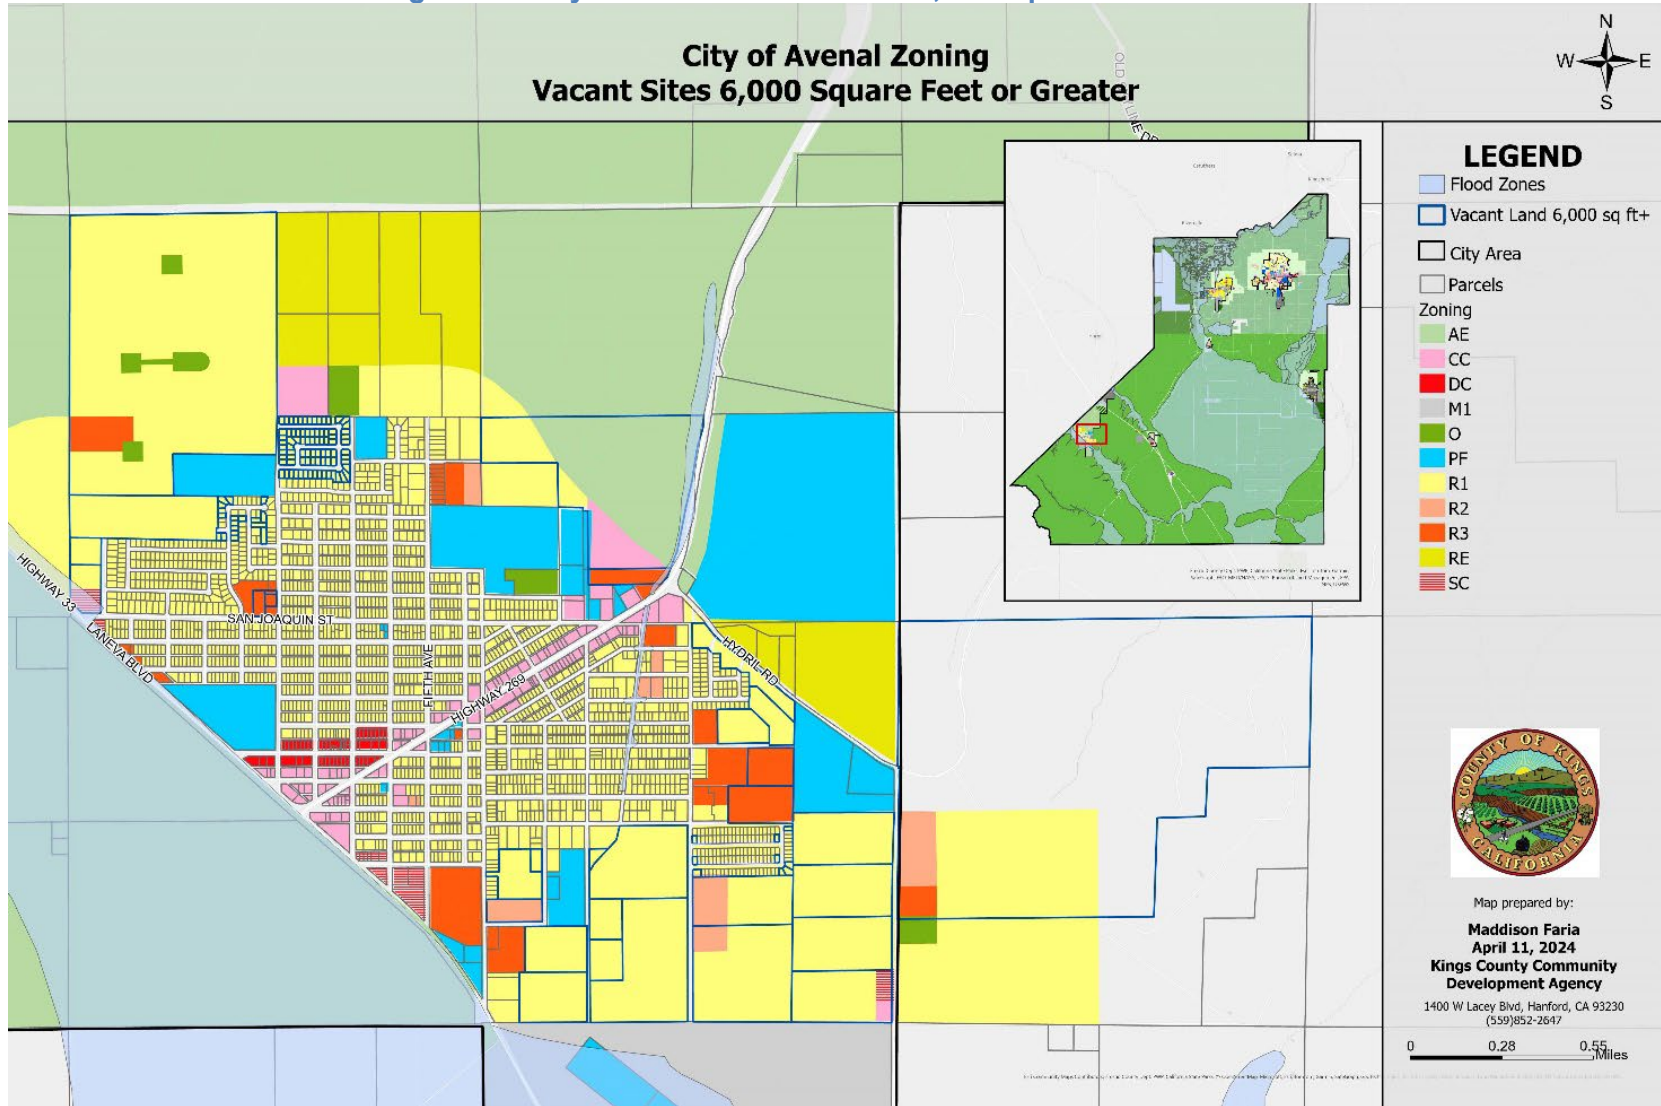 City of Avenal Zoning
Vacant Sites 6,000 Square Feet or Greater
N
W
E
S
OLD
LINE DR
LEGEND
Flood Zones
Vacant Land 6,000 sq ft+
City Area
Parcels
Zoning
AE
CC
DC
M1
O
PF
R1
R2
R3
RE
SC
HIGHWAY 33
LANEVA BLVD
SAN JOAQUIN ST
FIFTH AVE
HIGHWAY 269
HYDRIL RD
COUNTY OF KINGS
CALIFORNIA
Map prepared by:
Maddison Faria
April 11, 2024
Kings County Community
Development Agency
1400 W Lacey Blvd, Hanford, CA 93230
(559)852-2647
0 0.28 0.55
Miles